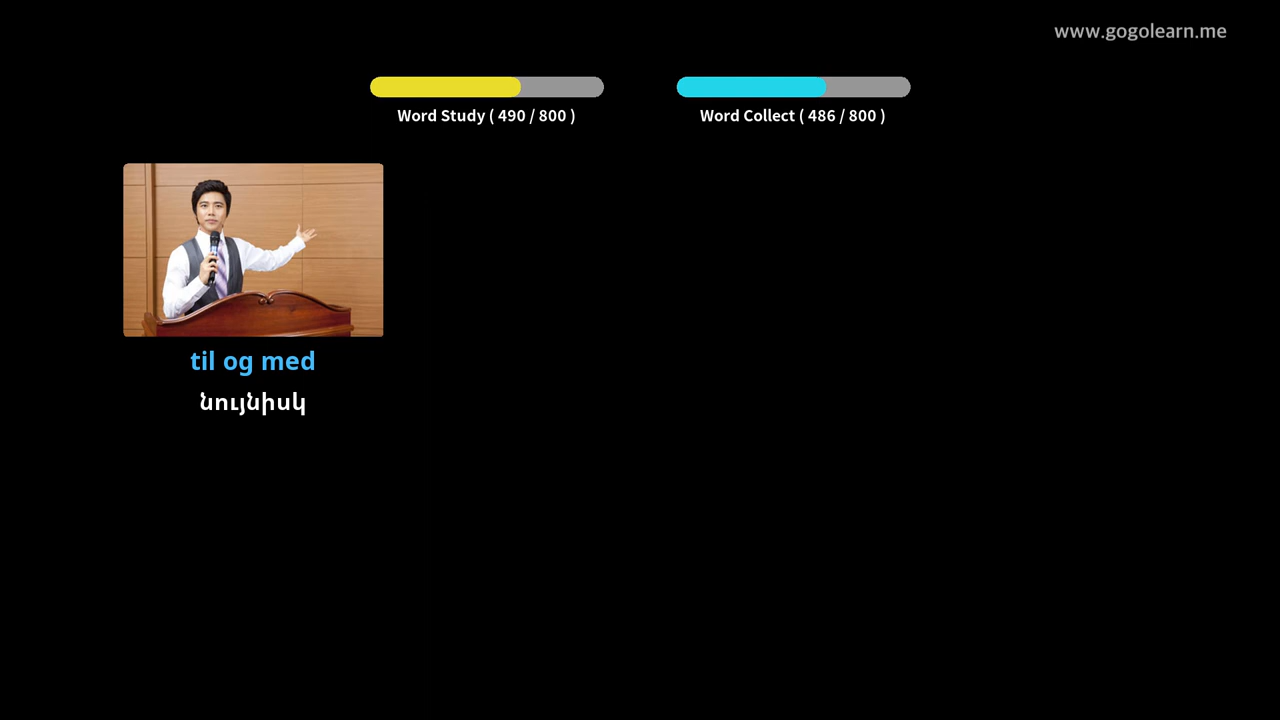 www.gogolearn.me
Word Study ( 490 / 800 )
Word Collect ( 486 / 800 )
til og med
նույնիսկ